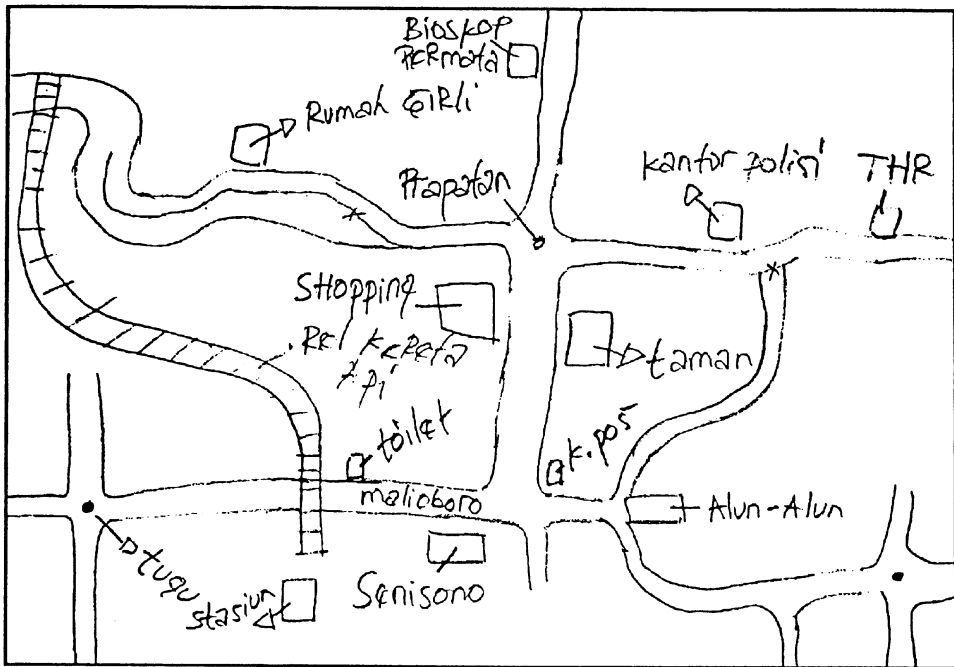 Bioskop
Permata
Rumah GIRLi
Prapatan
kantor polisi
THR
SHopping
Rel Kereta
Api
taman
toilet
k.pos
malioboro
Alun-Alun
tugu
stasiun
Senisono